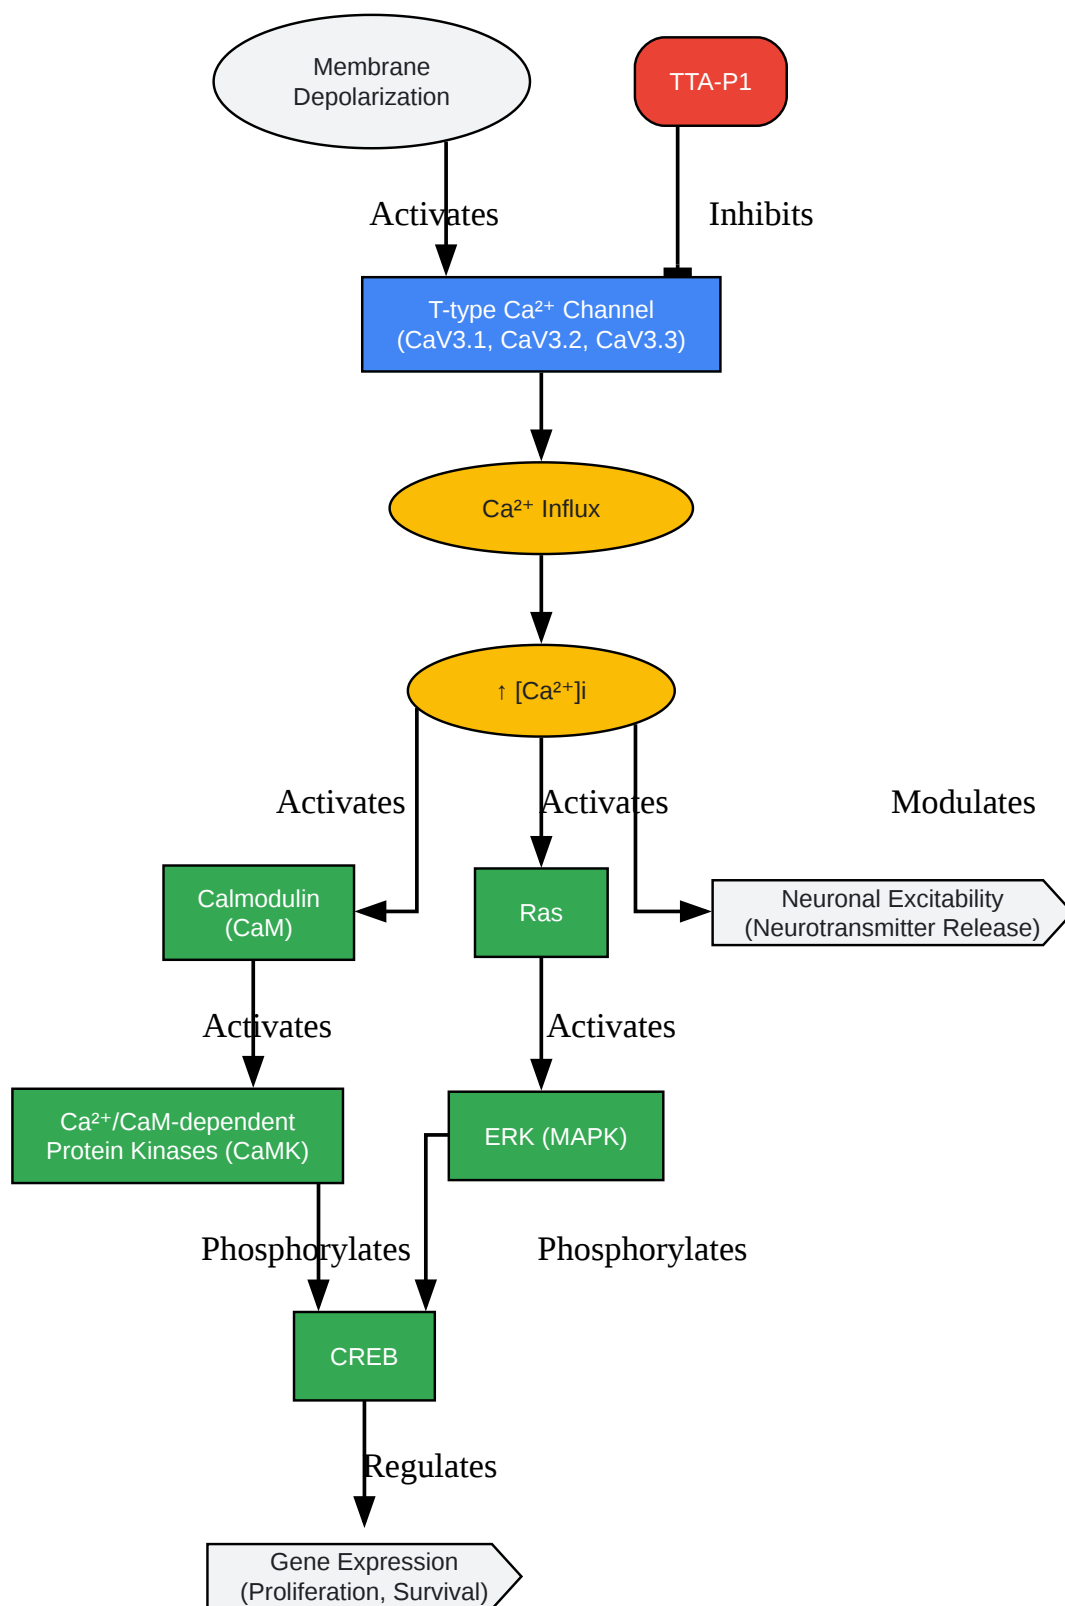 Membrane
Depolarization
TTA-P1
Activates
Inhibits
T-type Ca²⁺ Channel
(CaV3.1, CaV3.2, CaV3.3)
Ca²⁺ Influx
↑ [Ca²⁺]i
Activates
Activates
Modulates
Calmodulin
(CaM)
Ras
Neuronal Excitability
(Neurotransmitter Release)
Activates
Activates
Ca²⁺/CaM-dependent
Protein Kinases (CaMK)
ERK (MAPK)
Phosphorylates
Phosphorylates
CREB
Regulates
Gene Expression
(Proliferation, Survival)